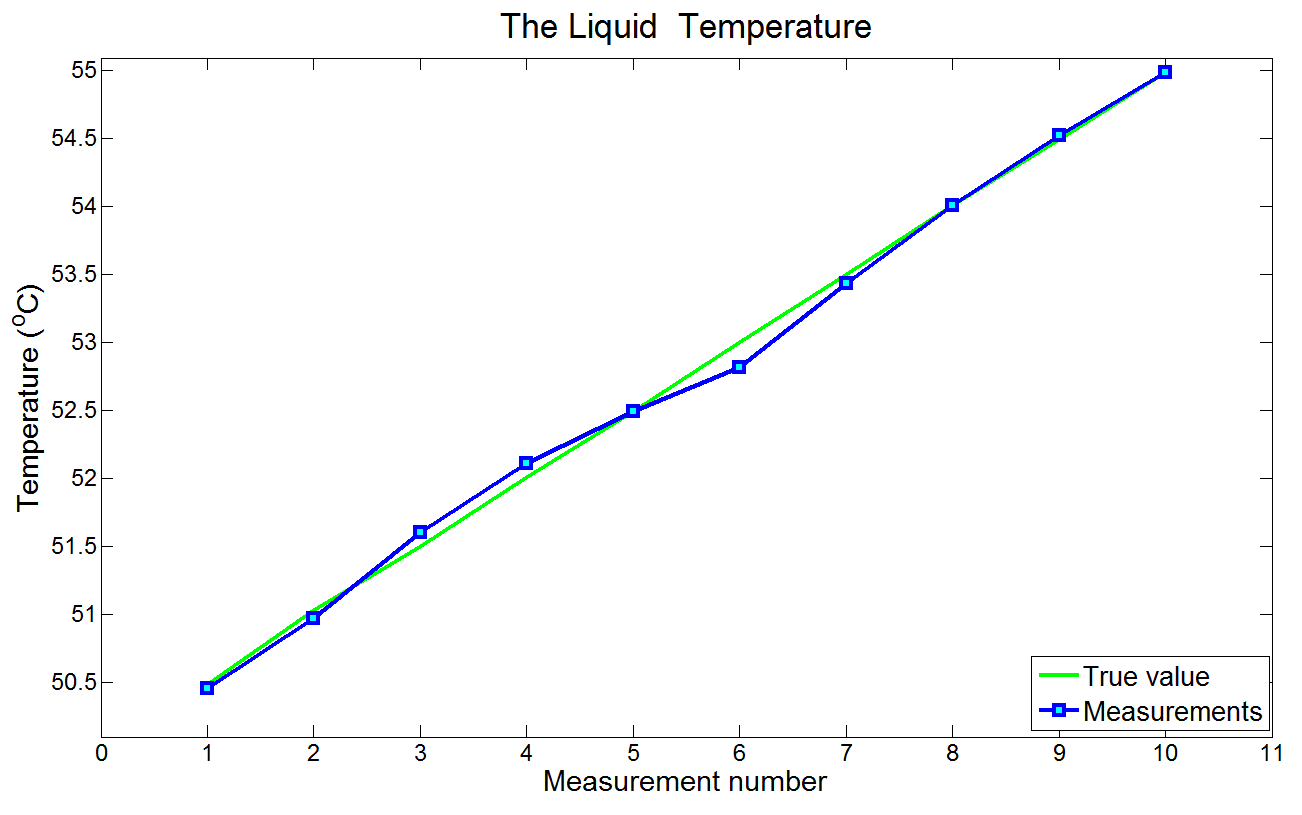 The Liquid  Temperature
55
54.5
54
53.5
53
52.5
52
51.5
51
50.5
Temperature (°C)
0 1 2 3 4 5 6 7 8 9 10 11
Measurement number
True value
Measurements